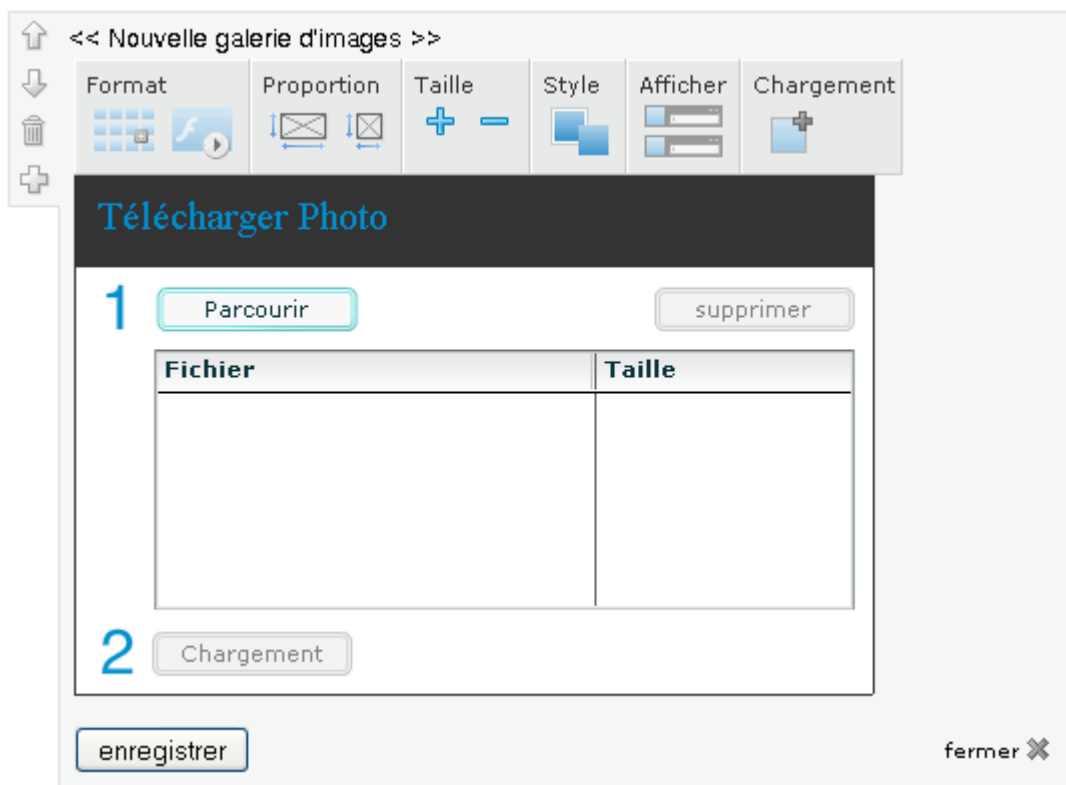 << Nouvelle galerie d'images >>
Format Proportion Taille Style Afficher Chargement
Télécharger Photo
1 Parcourir supprimer
Fichier Taille
2 Chargement
enregistrer fermer